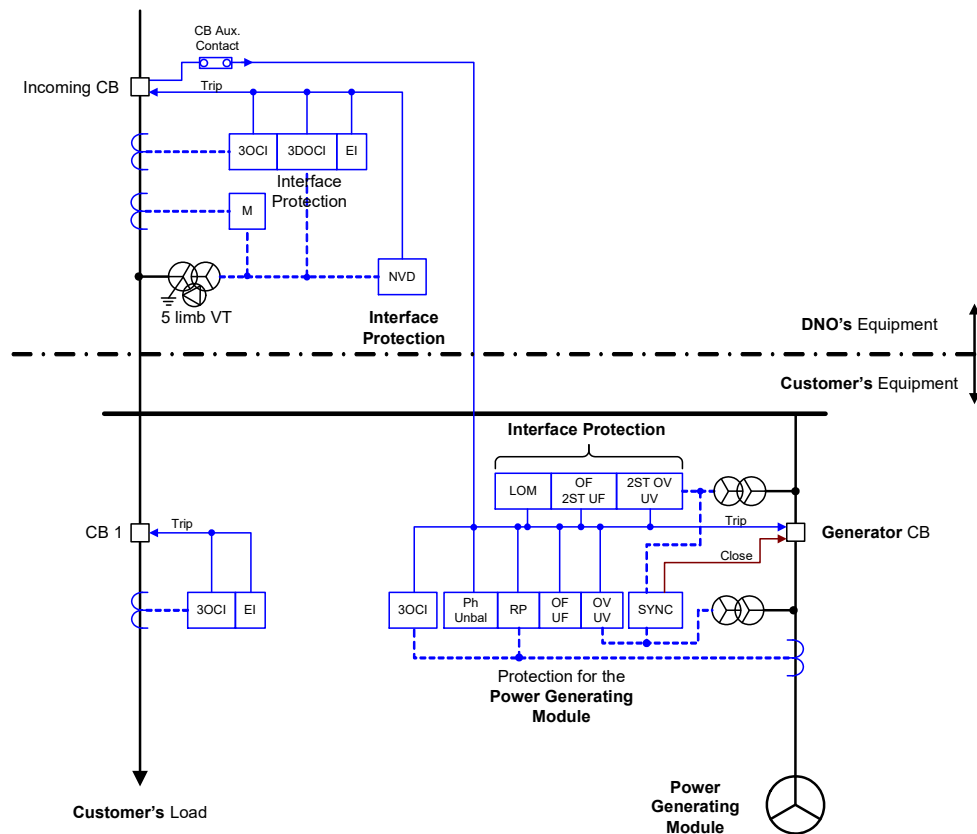 CB Aux.
Contact
Incoming CB
Trip
3OCI
3DOCI
EI
Interface
Protection
M
NVD
5 limb VT
Interface
Protection
DNO's Equipment
Customer's Equipment
Interface Protection
LOM
OF
2ST UF
2ST OV
UV
CB 1
Trip
Trip
Generator CB
Close
3OCI
EI
3OCI
Ph
Unbal
RP
OF
UF
OV
UV
SYNC
Protection for the
Power Generating
Module
Customer's Load
Power
Generating
Module